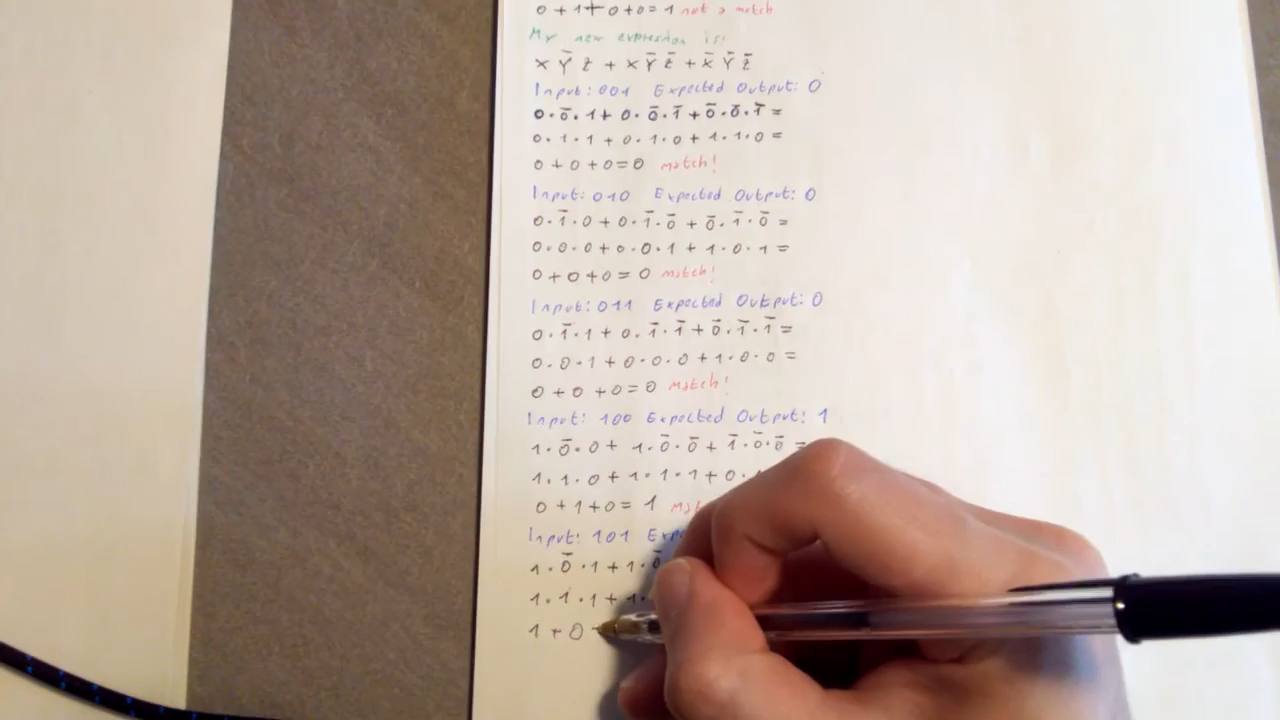 0 + 1 + 0 + 0 = 1 not a match
My new expression is:
X Y̅ Z + X Y̅ Z̅ + X̅ Y̅ Z̅
Input: 001 Expected Output: 0
0 · 0̅ · 1 + 0 · 0̅ · 1̅ + 0̅ · 0̅ · 1̅ =
0 · 1 · 1 + 0 · 1 · 0 + 1 · 1 · 0 =
0 + 0 + 0 = 0 match!
Input: 010 Expected Output: 0
0 · 1̅ · 0 + 0 · 1̅ · 0̅ + 0̅ · 1̅ · 0̅ =
0 · 0 · 0 + 0 · 0 · 1 + 1 · 0 · 1 =
0 + 0 + 0 = 0 match!
Input: 011 Expected Output: 0
0 · 1̅ · 1 + 0 · 1̅ · 1̅ + 0̅ · 1̅ · 1̅ =
0 · 0 · 1 + 0 · 0 · 0 + 1 · 0 · 0 =
0 + 0 + 0 = 0 match!
Input: 100 Expected Output: 1
1 · 0̅ · 0 + 1 · 0̅ · 0̅ + 1̅ · 0̅ · 0̅ =
1 · 1 · 0 + 1 · 1 · 1 + 0 ·
0 + 1 + 0 = 1
Input: 101
1 · 0̅ · 1 + 1 · 0̅
1 · 1 · 1 + 1 ·
1 + 0